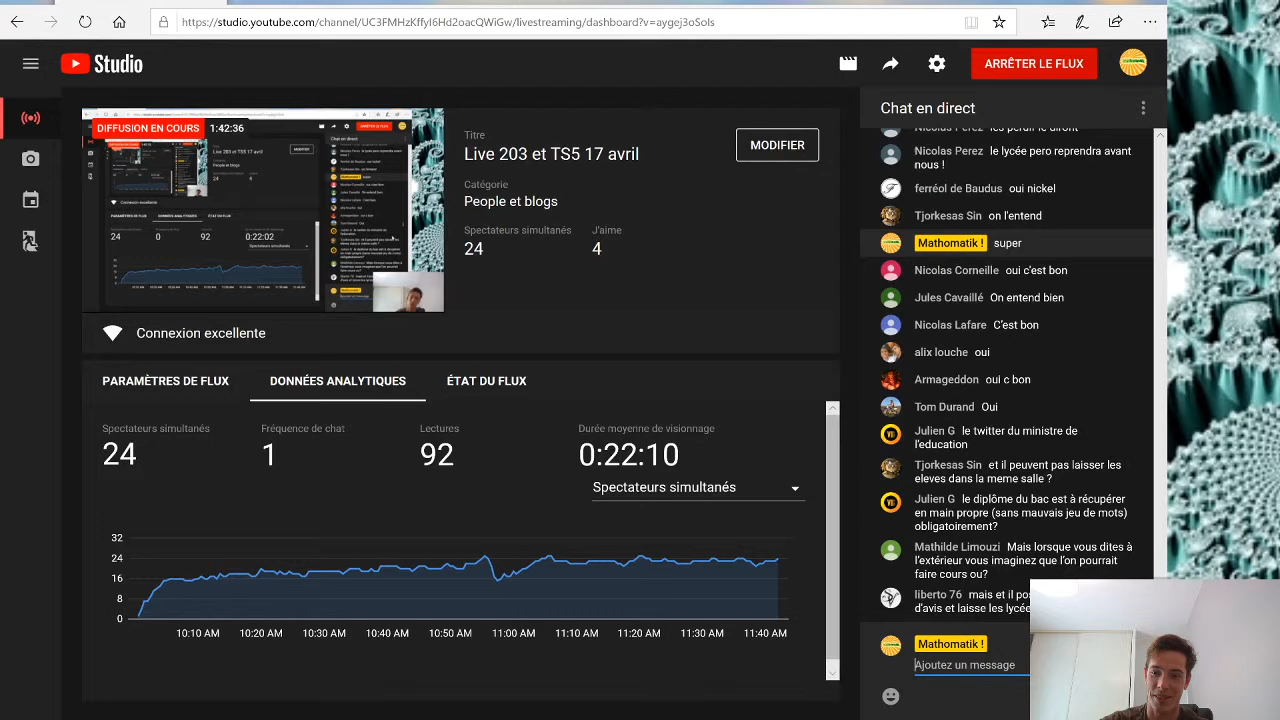 https://studio.youtube.com/channel/UC3FMHzKffyI6Hd2oacQWiGw/livestreaming/dashboard?v=aygej3oSoIs
Studio
ARRÊTER LE FLUX
DIFFUSION EN COURS 1:42:36
Titre
Live 203 et TS5 17 avril
MODIFIER
Catégorie
People et blogs
Spectateurs simultanés J'aime
24 4
Connexion excellente
PARAMÈTRES DE FLUX DONNÉES ANALYTIQUES ÉTAT DU FLUX
Spectateurs simultanés Fréquence de chat Lectures Durée moyenne de visionnage
24 1 92 0:22:10
Spectateurs simultanés
32
24
16
8
0
10:10 AM 10:20 AM 10:30 AM 10:40 AM 10:50 AM 11:00 AM 11:10 AM 11:20 AM 11:30 AM 11:40 AM
Chat en direct
Nicolas Perez le lycée pero reprendra avant
nous !
ferréol de Baudus oui nickel
Tjorkesas Sin on l'entend
Mathomatik ! super
Nicolas Corneille oui c'est bon
Jules Cavaillé On entend bien
Nicolas Lafare C'est bon
alix louche oui
Armageddon oui c bon
Tom Durand Oui
Julien G le twitter du ministre de
l'education
Tjorkesas Sin et il peuvent pas laisser les
eleves dans la meme salle ?
Julien G le diplôme du bac est à récupérer
en main propre (sans mauvais jeu de mots)
obligatoirement?
Mathilde Limouzi Mais lorsque vous dites à
l'extérieur vous imaginez que l'on pourrait
faire cours ou?
liberto 76 mais et il
d'avis et laisse les
Mathomatik !
Ajoutez un message